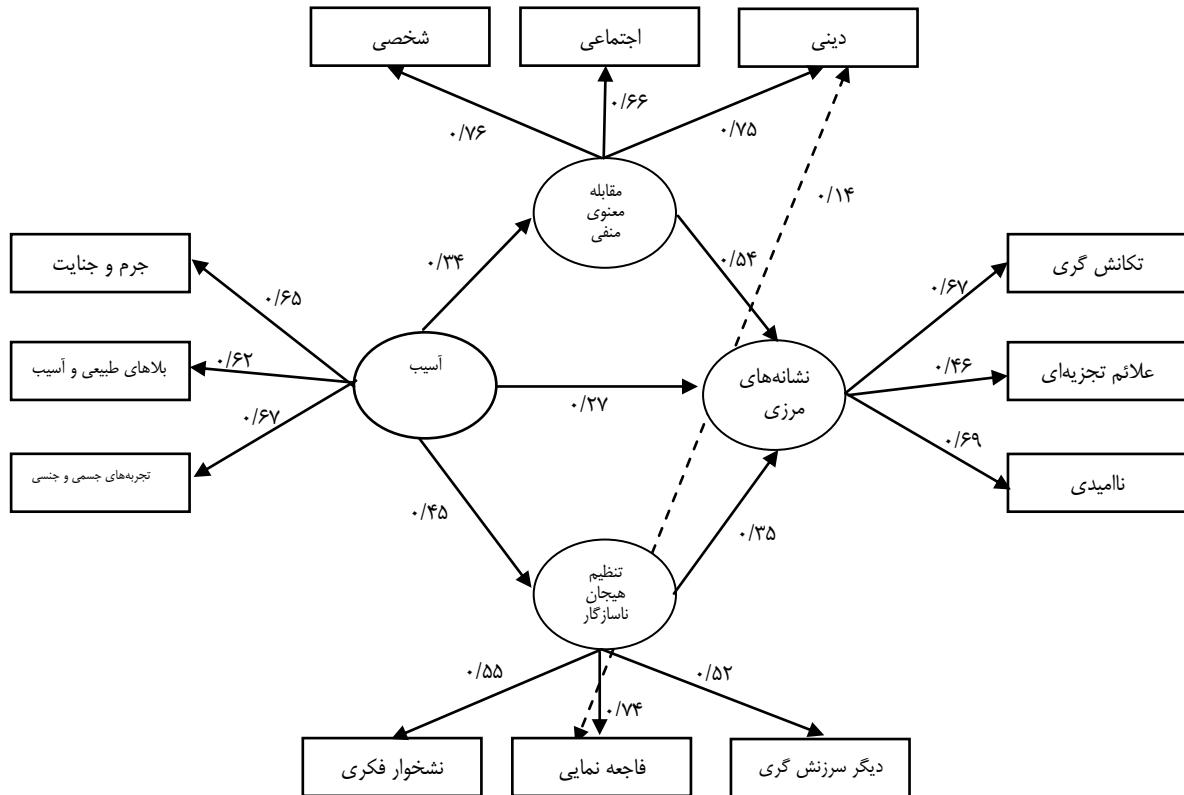 شخصی
اجتماعی
دینی
۰/۷۶
۰/۶۶
۰/۷۵
مقابله
معنوی
منفی
۰/۱۴
۰/۳۴
۰/۵۴
جرم و جنایت
۰/۶۵
تکانش گری
۰/۶۷
بلاهای طبیعی و آسیب
۰/۶۲
آسیب
۰/۲۷
نشانه‌های
مرزی
۰/۴۶
علائم تجزیه‌ای
تجربه‌های جسمی و جنسی
۰/۶۷
۰/۶۹
ناامیدی
۰/۴۵
۰/۳۵
تنظیم
هیجان
ناسازگار
۰/۵۵
۰/۷۴
۰/۵۲
نشخوار فکری
فاجعه نمایی
دیگر سرزنش گری